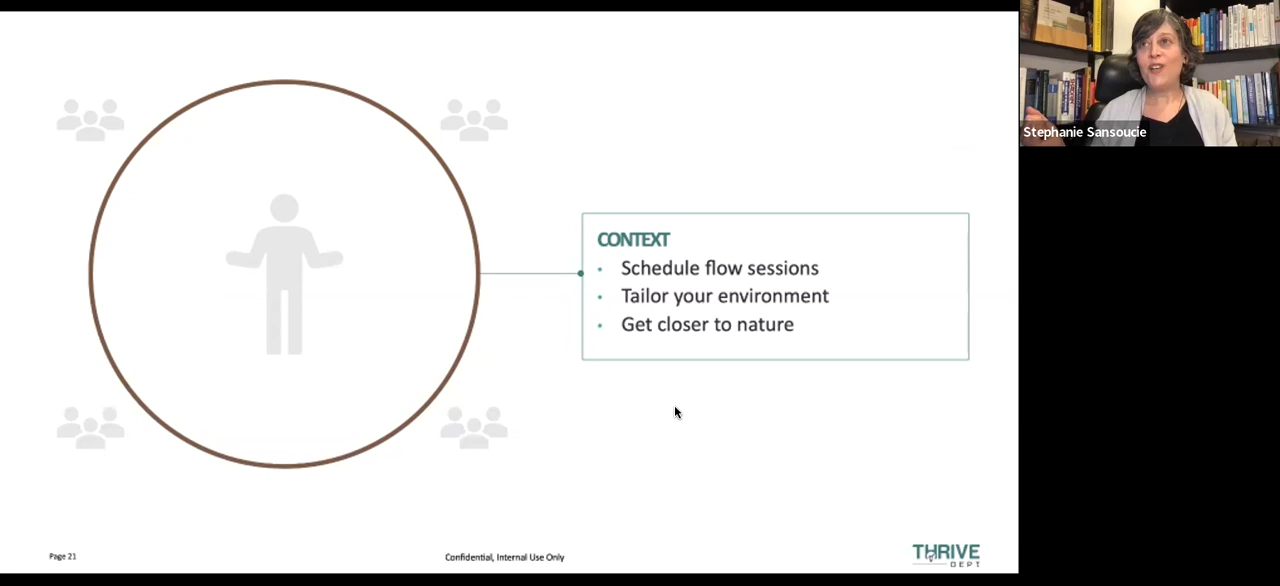 Stephanie Sansoucie
CONTEXT
• Schedule flow sessions
• Tailor your environment
• Get closer to nature
Page 21
Confidential, Internal Use Only
THRIVE
DEPT